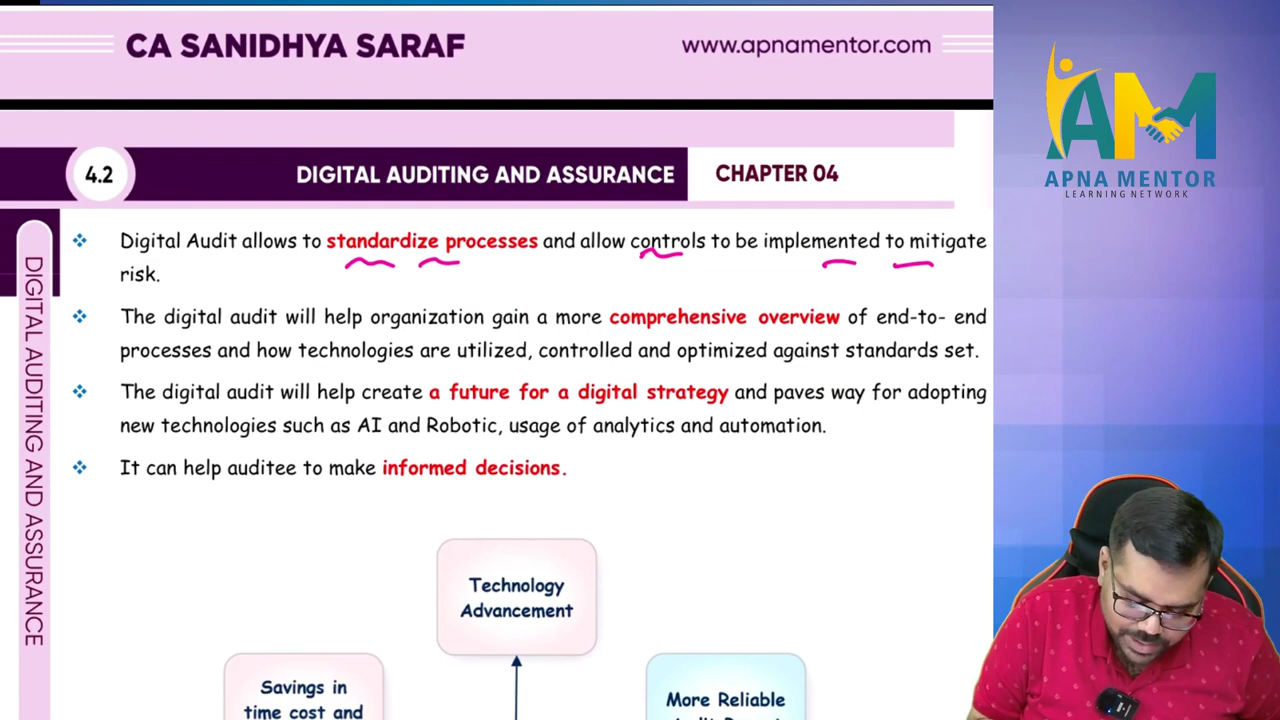 CA SANIDHYA SARAF
www.apnamentor.com
AM
APNA MENTOR
LEARNING NETWORK
4.2
DIGITAL AUDITING AND ASSURANCE
CHAPTER 04
DIGITAL AUDITING AND ASSURANCE
❖ Digital Audit allows to standardize processes and allow controls to be implemented to mitigate
risk.
❖ The digital audit will help organization gain a more comprehensive overview of end-to- end
processes and how technologies are utilized, controlled and optimized against standards set.
❖ The digital audit will help create a future for a digital strategy and paves way for adopting
new technologies such as AI and Robotic, usage of analytics and automation.
❖ It can help auditee to make informed decisions.
Technology
Advancement
Savings in
time cost and
More Reliable